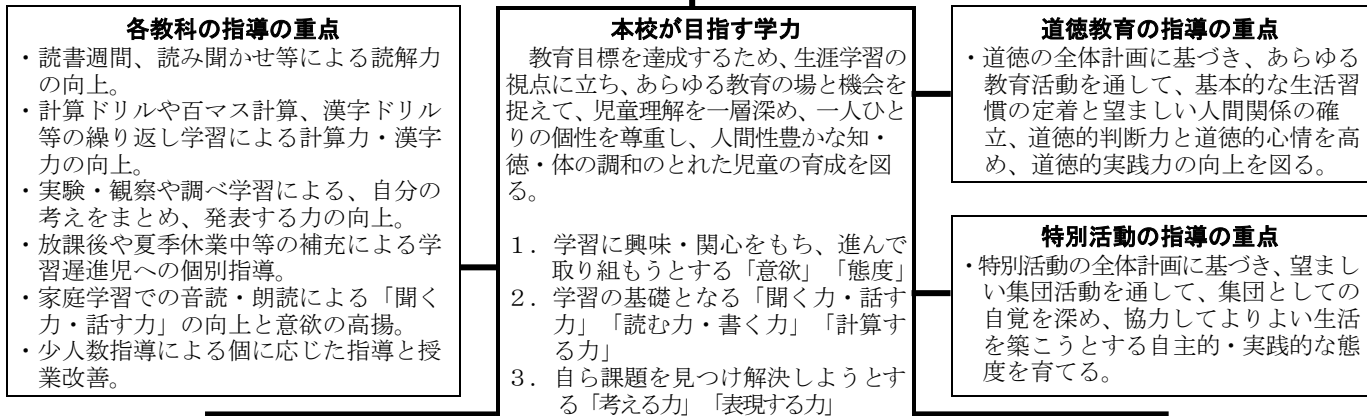 各教科の指導の重点
・読書週間、読み聞かせ等による読解力
の向上。
・計算ドリルや百マス計算、漢字ドリル
等の繰り返し学習による計算力・漢字
力の向上。
・実験・観察や調べ学習による、自分の
考えをまとめ、発表する力の向上。
・放課後や夏季休業中等の補充による学
習遅進児への個別指導。
・家庭学習での音読・朗読による「聞く
力・話す力」の向上と意欲の高揚。
・少人数指導による個に応じた指導と授
業改善。
本校が目指す学力
教育目標を達成するため、生涯学習の
視点に立ち、あらゆる教育の場と機会を
捉えて、児童理解を一層深め、一人ひと
りの個性を尊重し、人間性豊かな知・
徳・体の調和のとれた児童の育成を図
る。
1．学習に興味・関心をもち、進んで
取り組もうとする「意欲」「態度」
2．学習の基礎となる「聞く力・話す
力」「読む力・書く力」「計算す
る力」
3．自ら課題を見つけ解決しようとす
る「考える力」「表現する力」
道徳教育の指導の重点
・道徳の全体計画に基づき、あらゆる
教育活動を通して、基本的な生活習
慣の定着と望ましい人間関係の確
立、道徳的判断力と道徳的心情を高
め、道徳的実践力の向上を図る。
特別活動の指導の重点
・特別活動の全体計画に基づき、望まし
い集団活動を通して、集団としての
自覚を深め、協力してよりよい生活
を築こうとする自主的・実践的な態
度を育てる。